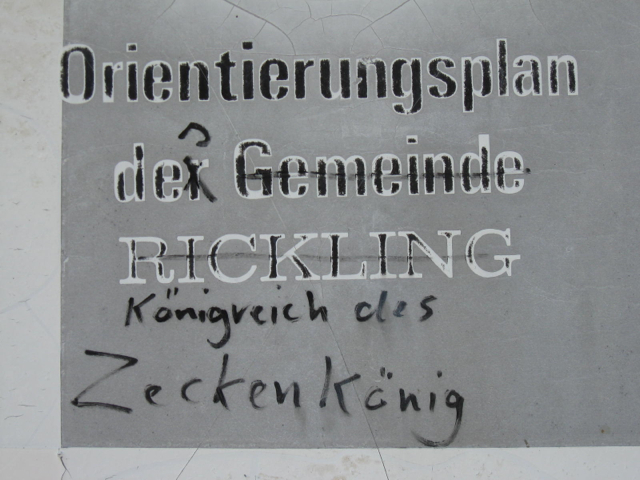 Orientierungsplan
der Gemeinde
RICKLING
Königreich des
Zeckenkönig